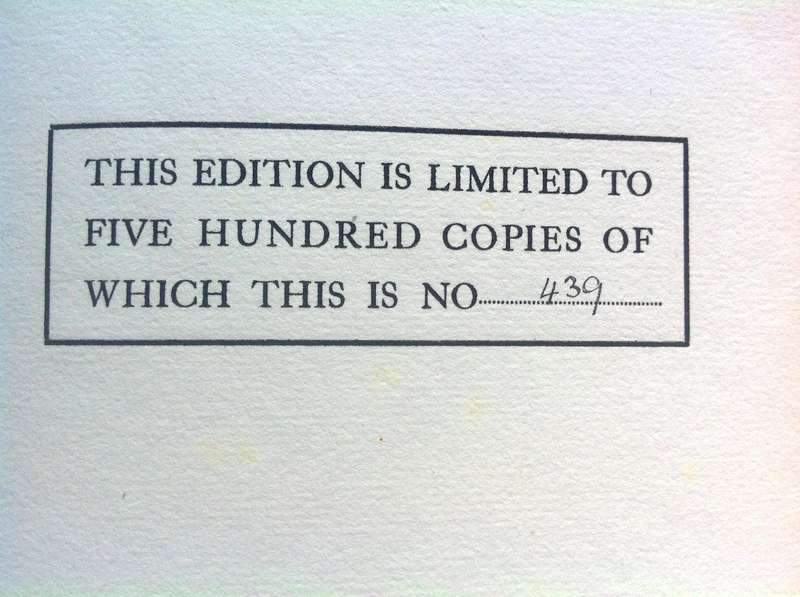 THIS EDITION IS LIMITED TO
FIVE HUNDRED COPIES OF
WHICH THIS IS NO 439